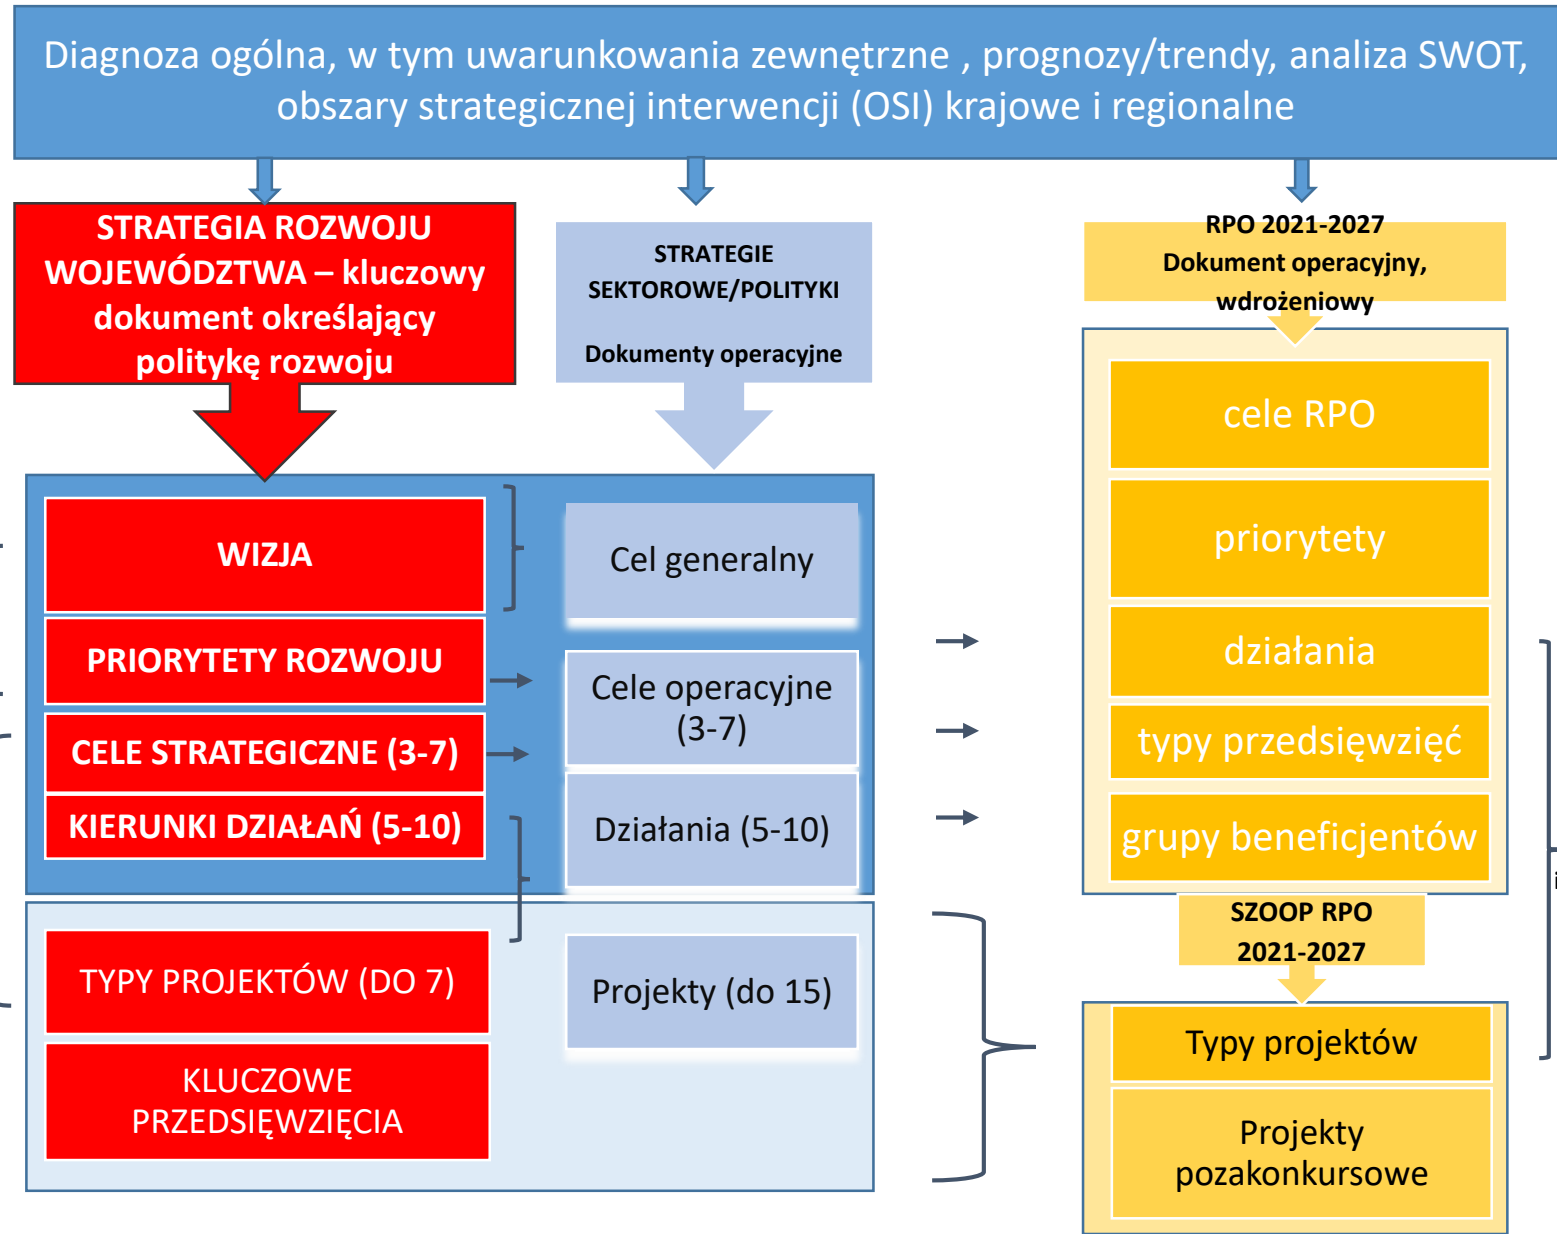 Diagnoza ogólna, w tym uwarunkowania zewnętrzne , prognozy/trendy, analiza SWOT,
obszary strategicznej interwencji (OSI) krajowe i regionalne
STRATEGIA ROZWOJU
WOJEWÓDZTWA – kluczowy
dokument określający
politykę rozwoju
STRATEGIE
SEKTOROWE/POLITYKI
Dokumenty operacyjne
RPO 2021-2027
Dokument operacyjny,
wdrożeniowy
WIZJA
PRIORYTETY ROZWOJU
CELE STRATEGICZNE (3-7)
KIERUNKI DZIAŁAŃ (5-10)
TYPY PROJEKTÓW (DO 7)
KLUCZOWE
PRZEDSIĘWZIĘCIA
Cel generalny
Cele operacyjne
(3-7)
Działania (5-10)
Projekty (do 15)
cele RPO
priorytety
działania
typy przedsięwzięć
grupy beneficjentów
SZOOP RPO
2021-2027
Typy projektów
Projekty
pozakonkursowe